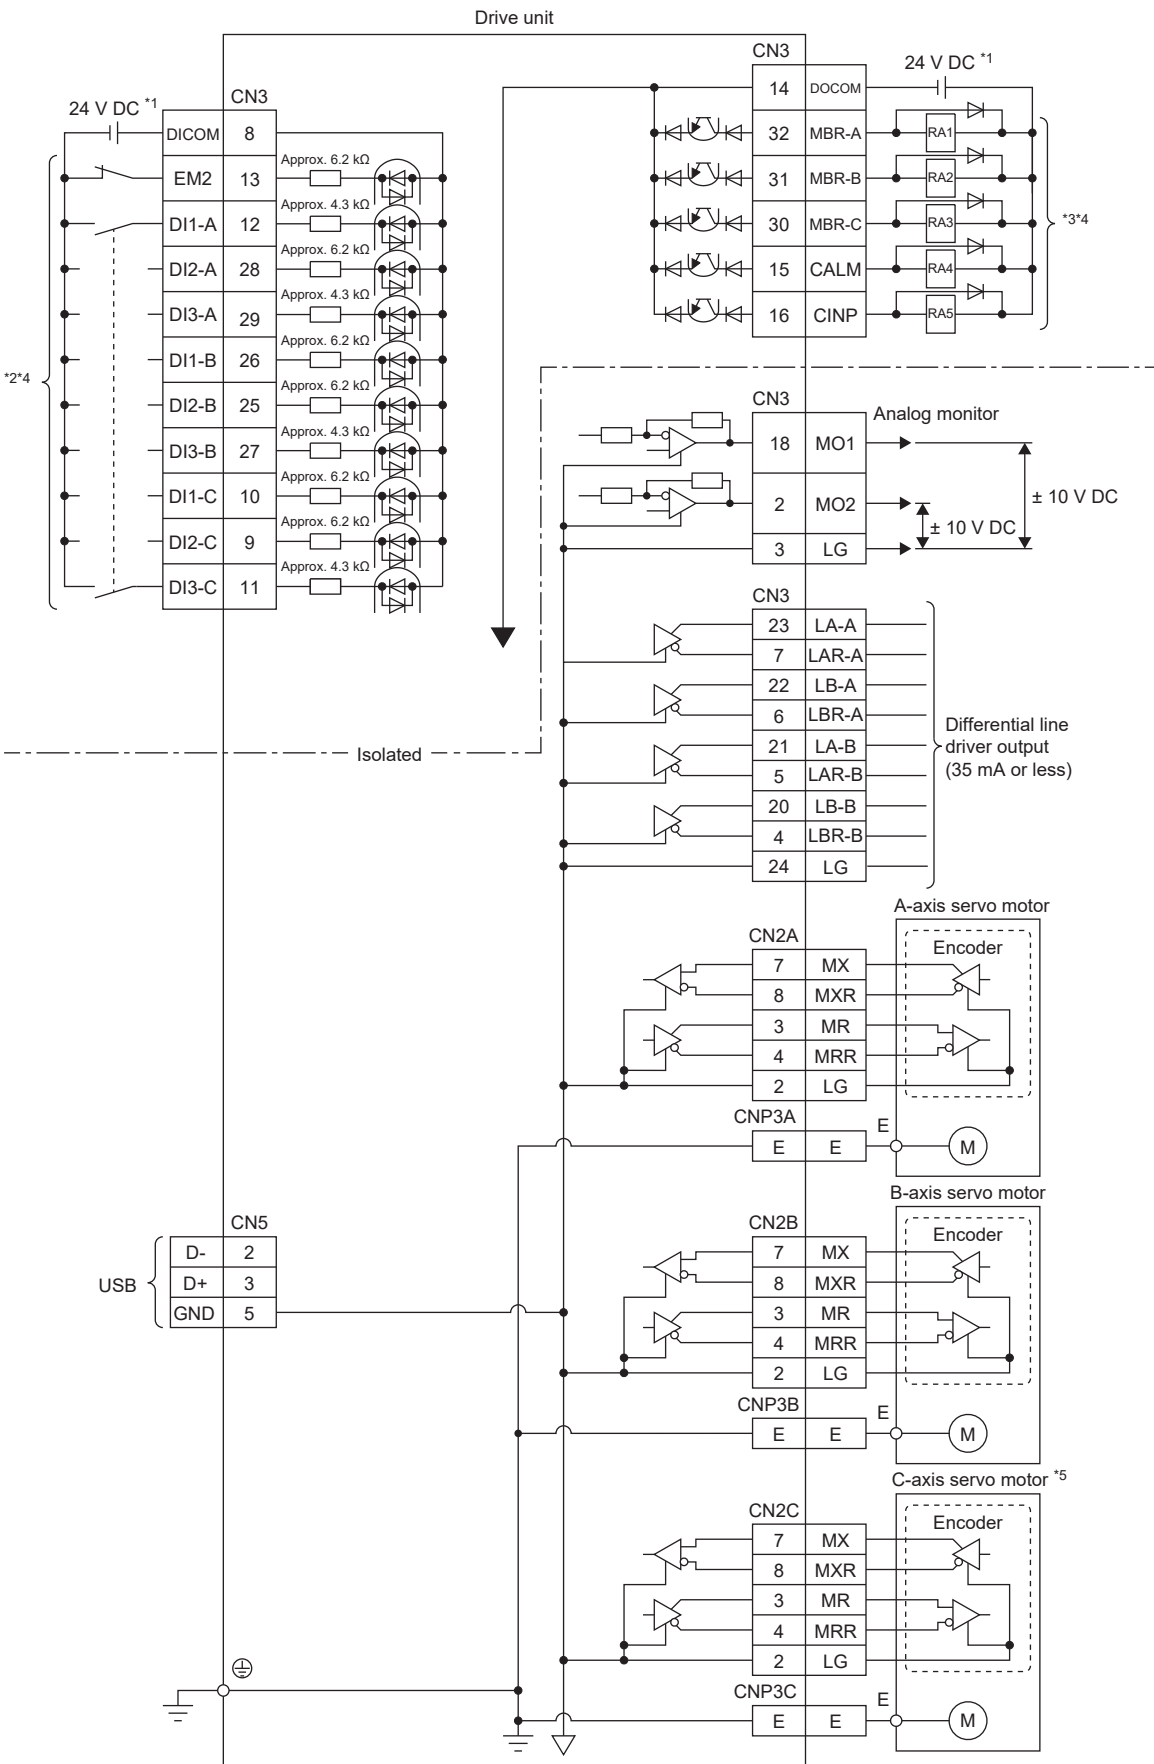 Drive unit
CN3
24 V DC *1
DICOM 8
EM2 13 Approx. 6.2 kΩ
DI1-A 12 Approx. 4.3 kΩ
DI2-A 28 Approx. 6.2 kΩ
DI3-A 29 Approx. 4.3 kΩ
DI1-B 26 Approx. 6.2 kΩ
DI2-B 25 Approx. 6.2 kΩ
DI3-B 27 Approx. 4.3 kΩ
DI1-C 10 Approx. 6.2 kΩ
DI2-C 9 Approx. 6.2 kΩ
DI3-C 11 Approx. 4.3 kΩ
*2*4
CN3
24 V DC *1
14 DOCOM
32 MBR-A RA1
31 MBR-B RA2
30 MBR-C RA3
15 CALM RA4
16 CINP RA5
*3*4
CN3
Analog monitor
18 MO1
2 MO2
3 LG
± 10 V DC
± 10 V DC
Isolated
CN3
23 LA-A
7 LAR-A
22 LB-A
6 LBR-A
21 LA-B
5 LAR-B
20 LB-B
4 LBR-B
24 LG
Differential line
driver output
(35 mA or less)
A-axis servo motor
CN2A
Encoder
7 MX
8 MXR
3 MR
4 MRR
2 LG
CNP3A
E E E M
B-axis servo motor
CN2B
Encoder
7 MX
8 MXR
3 MR
4 MRR
2 LG
CNP3B
E E E M
CN5
USB
D- 2
D+ 3
GND 5
C-axis servo motor *5
CN2C
Encoder
7 MX
8 MXR
3 MR
4 MRR
2 LG
CNP3C
E E E M